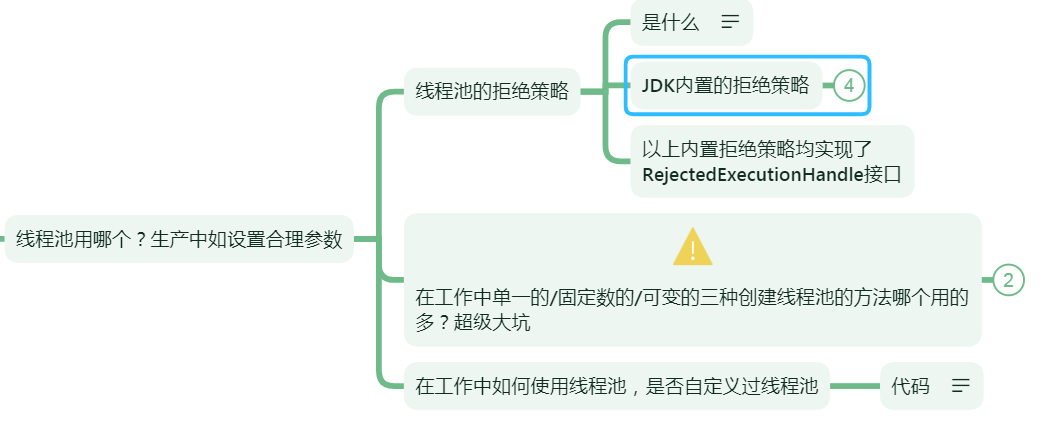 是什么
线程池的拒绝策略
JDK内置的拒绝策略
4
以上内置拒绝策略均实现了
RejectedExecutionHandle接口
线程池用哪个？生产中如设置合理参数
在工作中单一的/固定数的/可变的三种创建线程池的方法哪个用的
多？超级大坑
2
在工作中如何使用线程池，是否自定义过线程池
代码